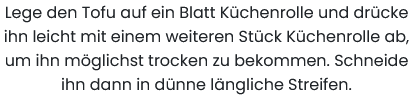 Lege den Tofu auf ein Blatt Küchenrolle und drücke
ihn leicht mit einem weiteren Stück Küchenrolle ab,
um ihn möglichst trocken zu bekommen. Schneide
ihn dann in dünne längliche Streifen.